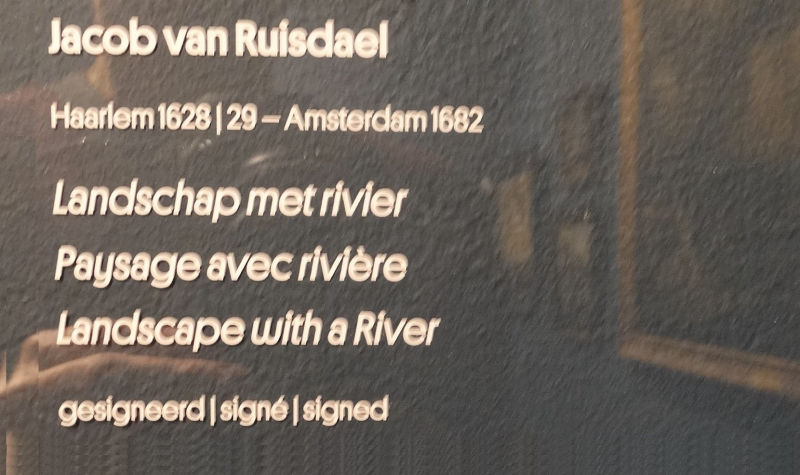 Jacob van Ruisdael
Haarlem 1628 | 29 – Amsterdam 1682
Landschap met rivier
Paysage avec rivière
Landscape with a River
gesigneerd | signé | signed